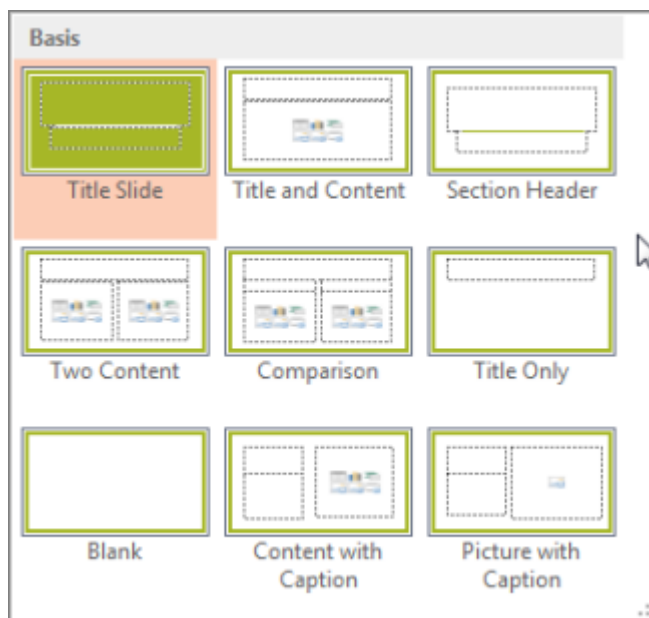 Basis
Title Slide
Title and Content
Section Header
Two Content
Comparison
Title Only
Blank
Content with
Caption
Picture with
Caption